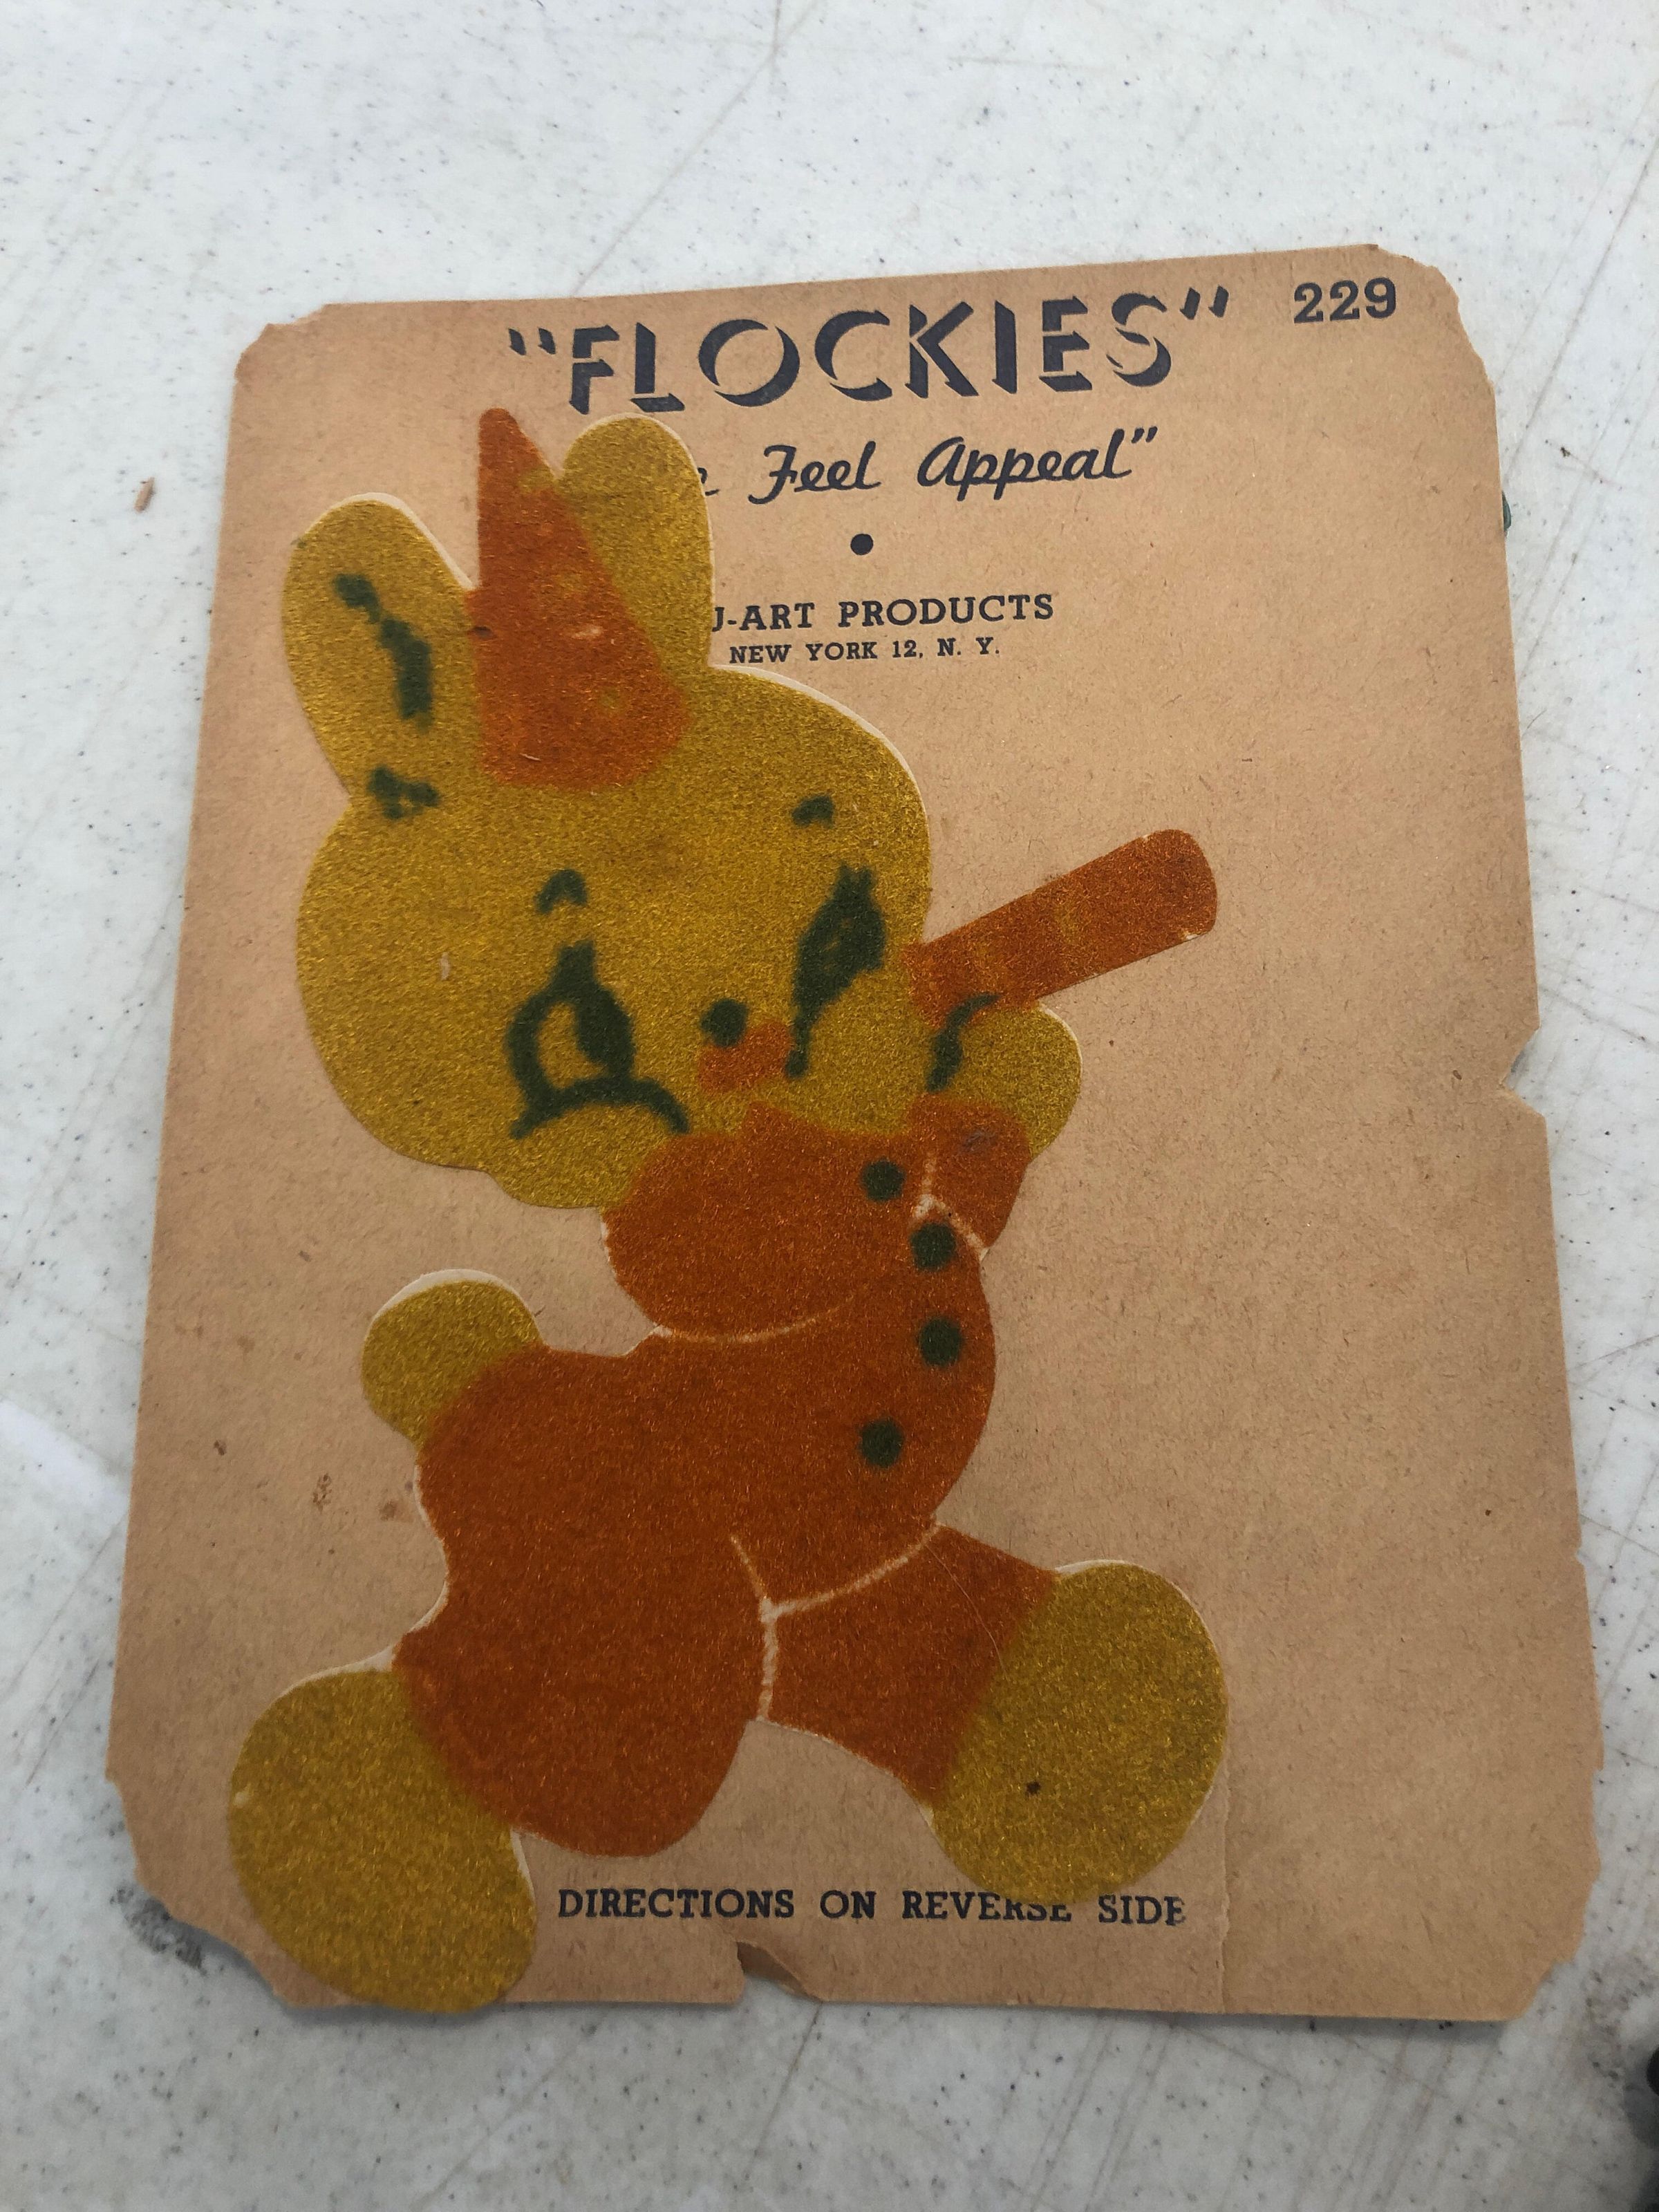 "FLOCKIES" 229
Feel Appeal"
-ART PRODUCTS
NEW YORK 12, N. Y.
DIRECTIONS ON REVERSE SIDE